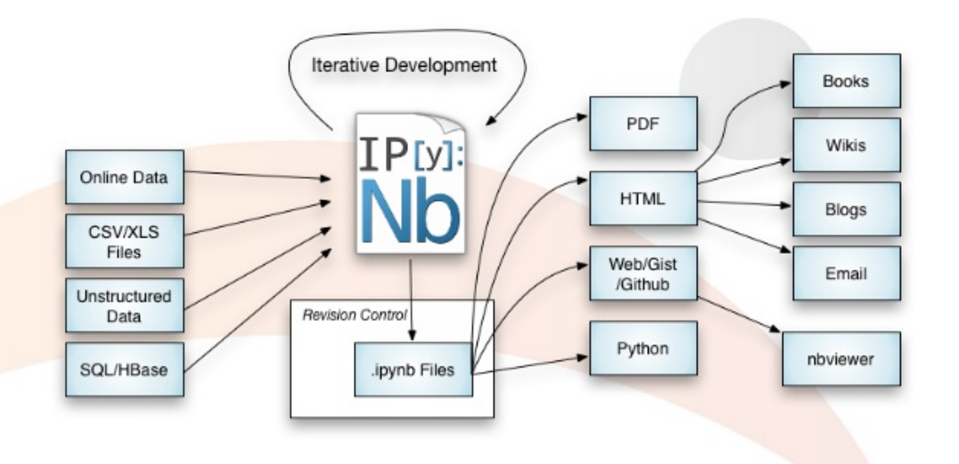 Iterative Development
IP[y]:
Nb
Online Data
CSV/XLS
Files
Unstructured
Data
SQL/HBase
Revision Control
.ipynb Files
PDF
HTML
Web/Gist
/Github
Python
Books
Wikis
Blogs
Email
nbviewer